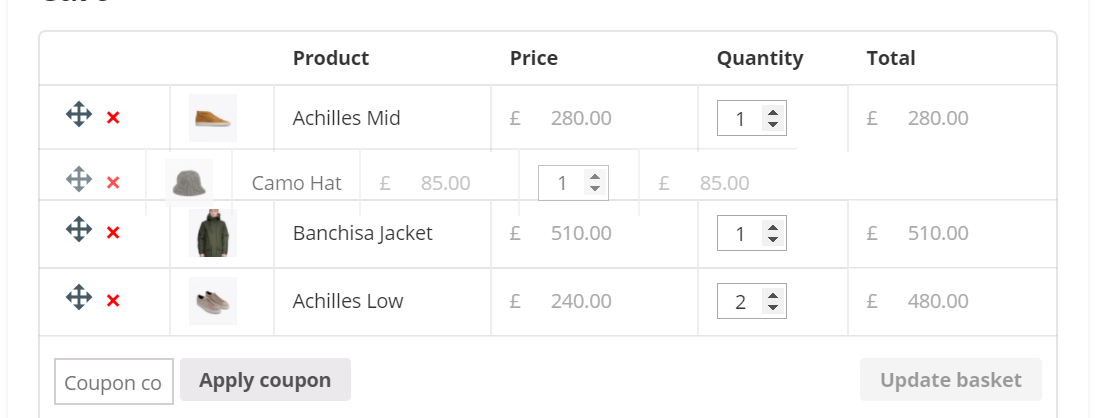 Product Price Quantity Total
× Achilles Mid £ 280.00 1 £ 280.00
× Camo Hat £ 85.00 1 £ 85.00
× Banchisa Jacket £ 510.00 1 £ 510.00
× Achilles Low £ 240.00 2 £ 480.00
Coupon co Apply coupon Update basket